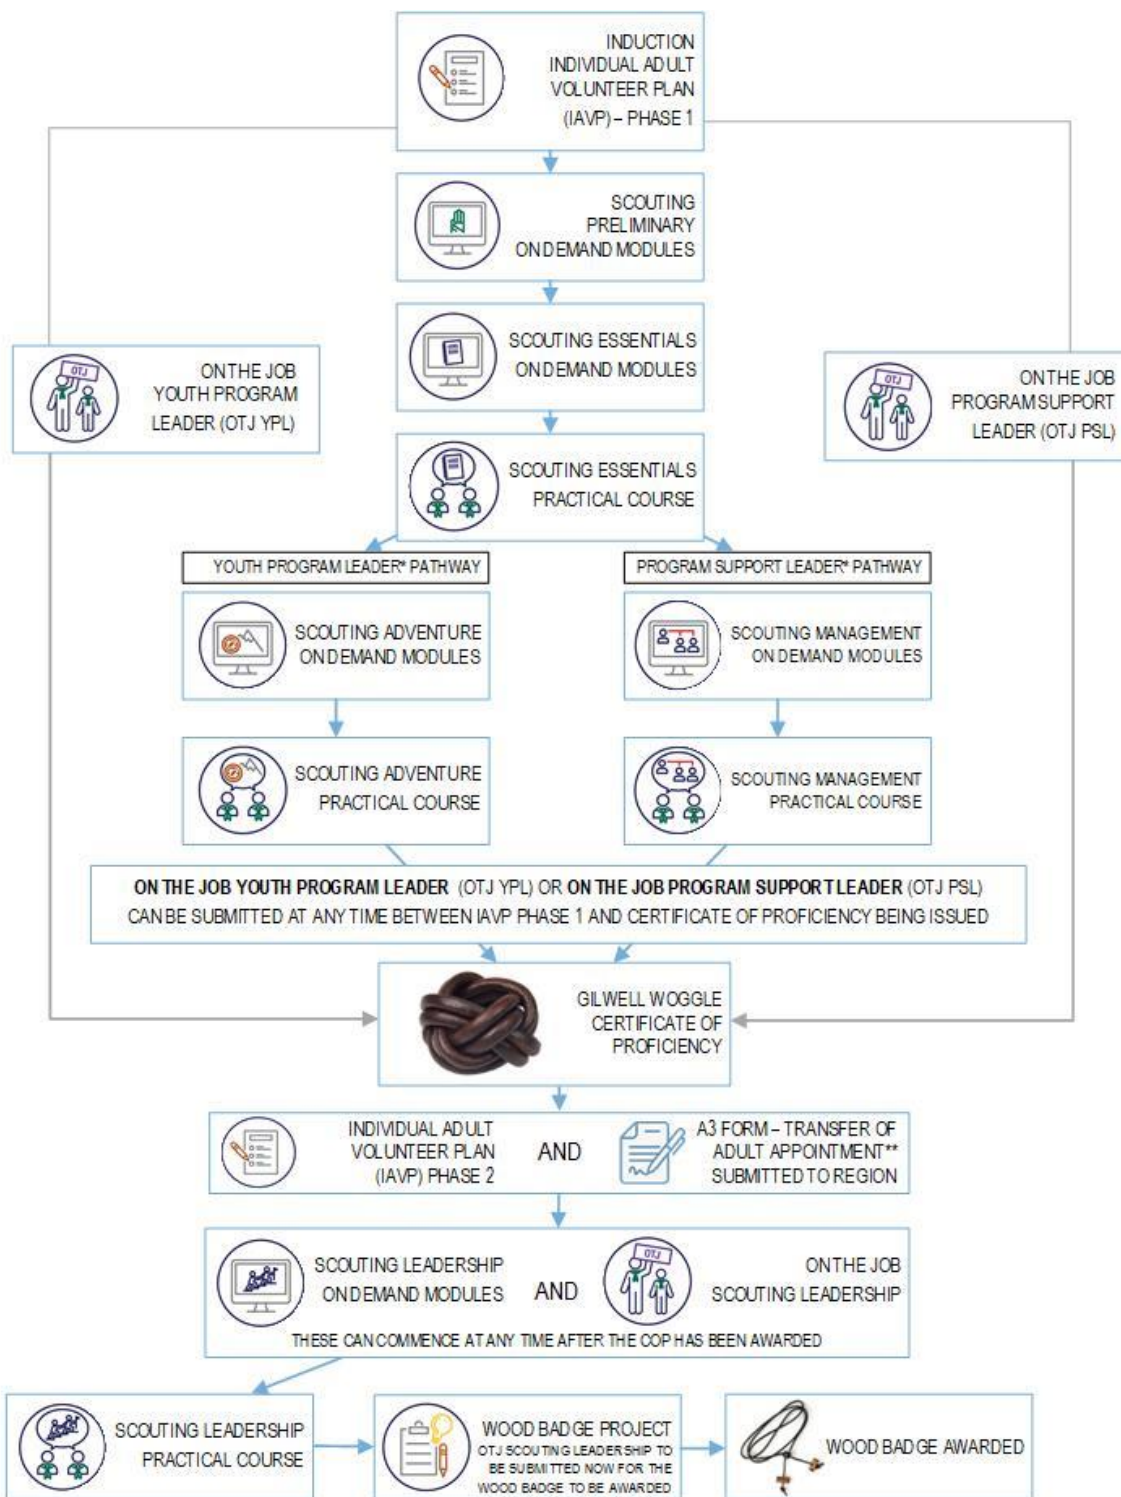 INDUCTION
INDIVIDUAL ADULT
VOLUNTEER PLAN
(IAVP) – PHASE 1
SCOUTING
PRELIMINARY
ON DEMAND MODULES
SCOUTING ESSENTIALS
ON DEMAND MODULES
OTJ
ON THE JOB
YOUTH PROGRAM
LEADER (OTJ YPL)
OTJ
ON THE JOB
PROGRAM SUPPORT
LEADER (OTJ PSL)
SCOUTING ESSENTIALS
PRACTICAL COURSE
YOUTH PROGRAM LEADER* PATHWAY
PROGRAM SUPPORT LEADER* PATHWAY
SCOUTING ADVENTURE
ON DEMAND MODULES
SCOUTING MANAGEMENT
ON DEMAND MODULES
SCOUTING ADVENTURE
PRACTICAL COURSE
SCOUTING MANAGEMENT
PRACTICAL COURSE
ON THE JOB YOUTH PROGRAM LEADER (OTJ YPL) OR ON THE JOB PROGRAM SUPPORT LEADER (OTJ PSL)
CAN BE SUBMITTED AT ANY TIME BETWEEN IAVP PHASE 1 AND CERTIFICATE OF PROFICIENCY BEING ISSUED
GILWELL WOGGLE
CERTIFICATE OF
PROFICIENCY
INDIVIDUAL ADULT
VOLUNTEER PLAN
(IAVP) PHASE 2
AND
A3 FORM – TRANSFER OF
ADULT APPOINTMENT**
SUBMITTED TO REGION
SCOUTING LEADERSHIP
ON DEMAND MODULES
AND
OTJ
ON THE JOB
SCOUTING LEADERSHIP
THESE CAN COMMENCE AT ANY TIME AFTER THE COP HAS BEEN AWARDED
SCOUTING LEADERSHIP
PRACTICAL COURSE
WOOD BADGE PROJECT
OTJ SCOUTING LEADERSHIP TO
BE SUBMITTED NOW FOR THE
WOOD BADGE TO BE AWARDED
WOOD BADGE AWARDED